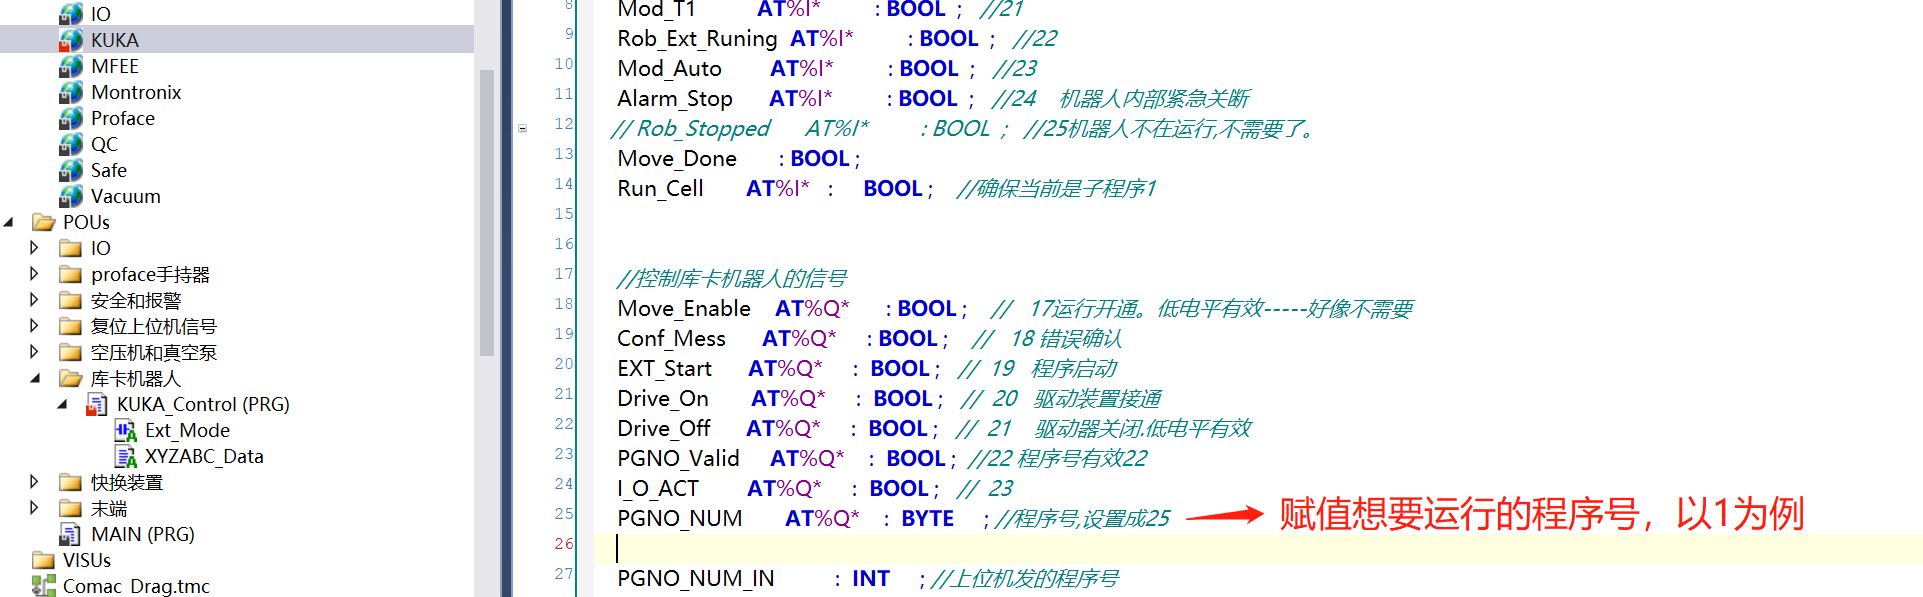 IO
KUKA
MFEE
Montronix
Proface
QC
Safe
Vacuum
POUs
IO
proface手持器
安全和报警
复位上位机信号
空压机和真空泵
库卡机器人
KUKA_Control (PRG)
Ext_Mode
XYZABC_Data
快换装置
末端
MAIN (PRG)
VISUs
Comac_Drag.tmc
8 Mod_T1 AT%I* : BOOL ; //21
9 Rob_Ext_Runing AT%I* : BOOL ; //22
10 Mod_Auto AT%I* : BOOL ; //23
11 Alarm_Stop AT%I* : BOOL ; //24 机器人内部紧急关断
12 // Rob_Stopped AT%I* : BOOL ; //25机器人不在运行,不需要了。
13 Move_Done : BOOL ;
14 Run_Cell AT%I* : BOOL ; //确保当前是子程序1
15
16
17 //控制库卡机器人的信号
18 Move_Enable AT%Q* : BOOL ; // 17运行开通。低电平有效-----好像不需要
19 Conf_Mess AT%Q* : BOOL ; // 18 错误确认
20 EXT_Start AT%Q* : BOOL ; // 19 程序启动
21 Drive_On AT%Q* : BOOL ; // 20 驱动装置接通
22 Drive_Off AT%Q* : BOOL ; // 21 驱动器关闭.低电平有效
23 PGNO_Valid AT%Q* : BOOL ; //22 程序号有效22
24 I_O_ACT AT%Q* : BOOL ; // 23
25 PGNO_NUM AT%Q* : BYTE ; //程序号,设置成25 赋值想要运行的程序号，以1为例
26
27 PGNO_NUM_IN : INT ; //上位机发的程序号